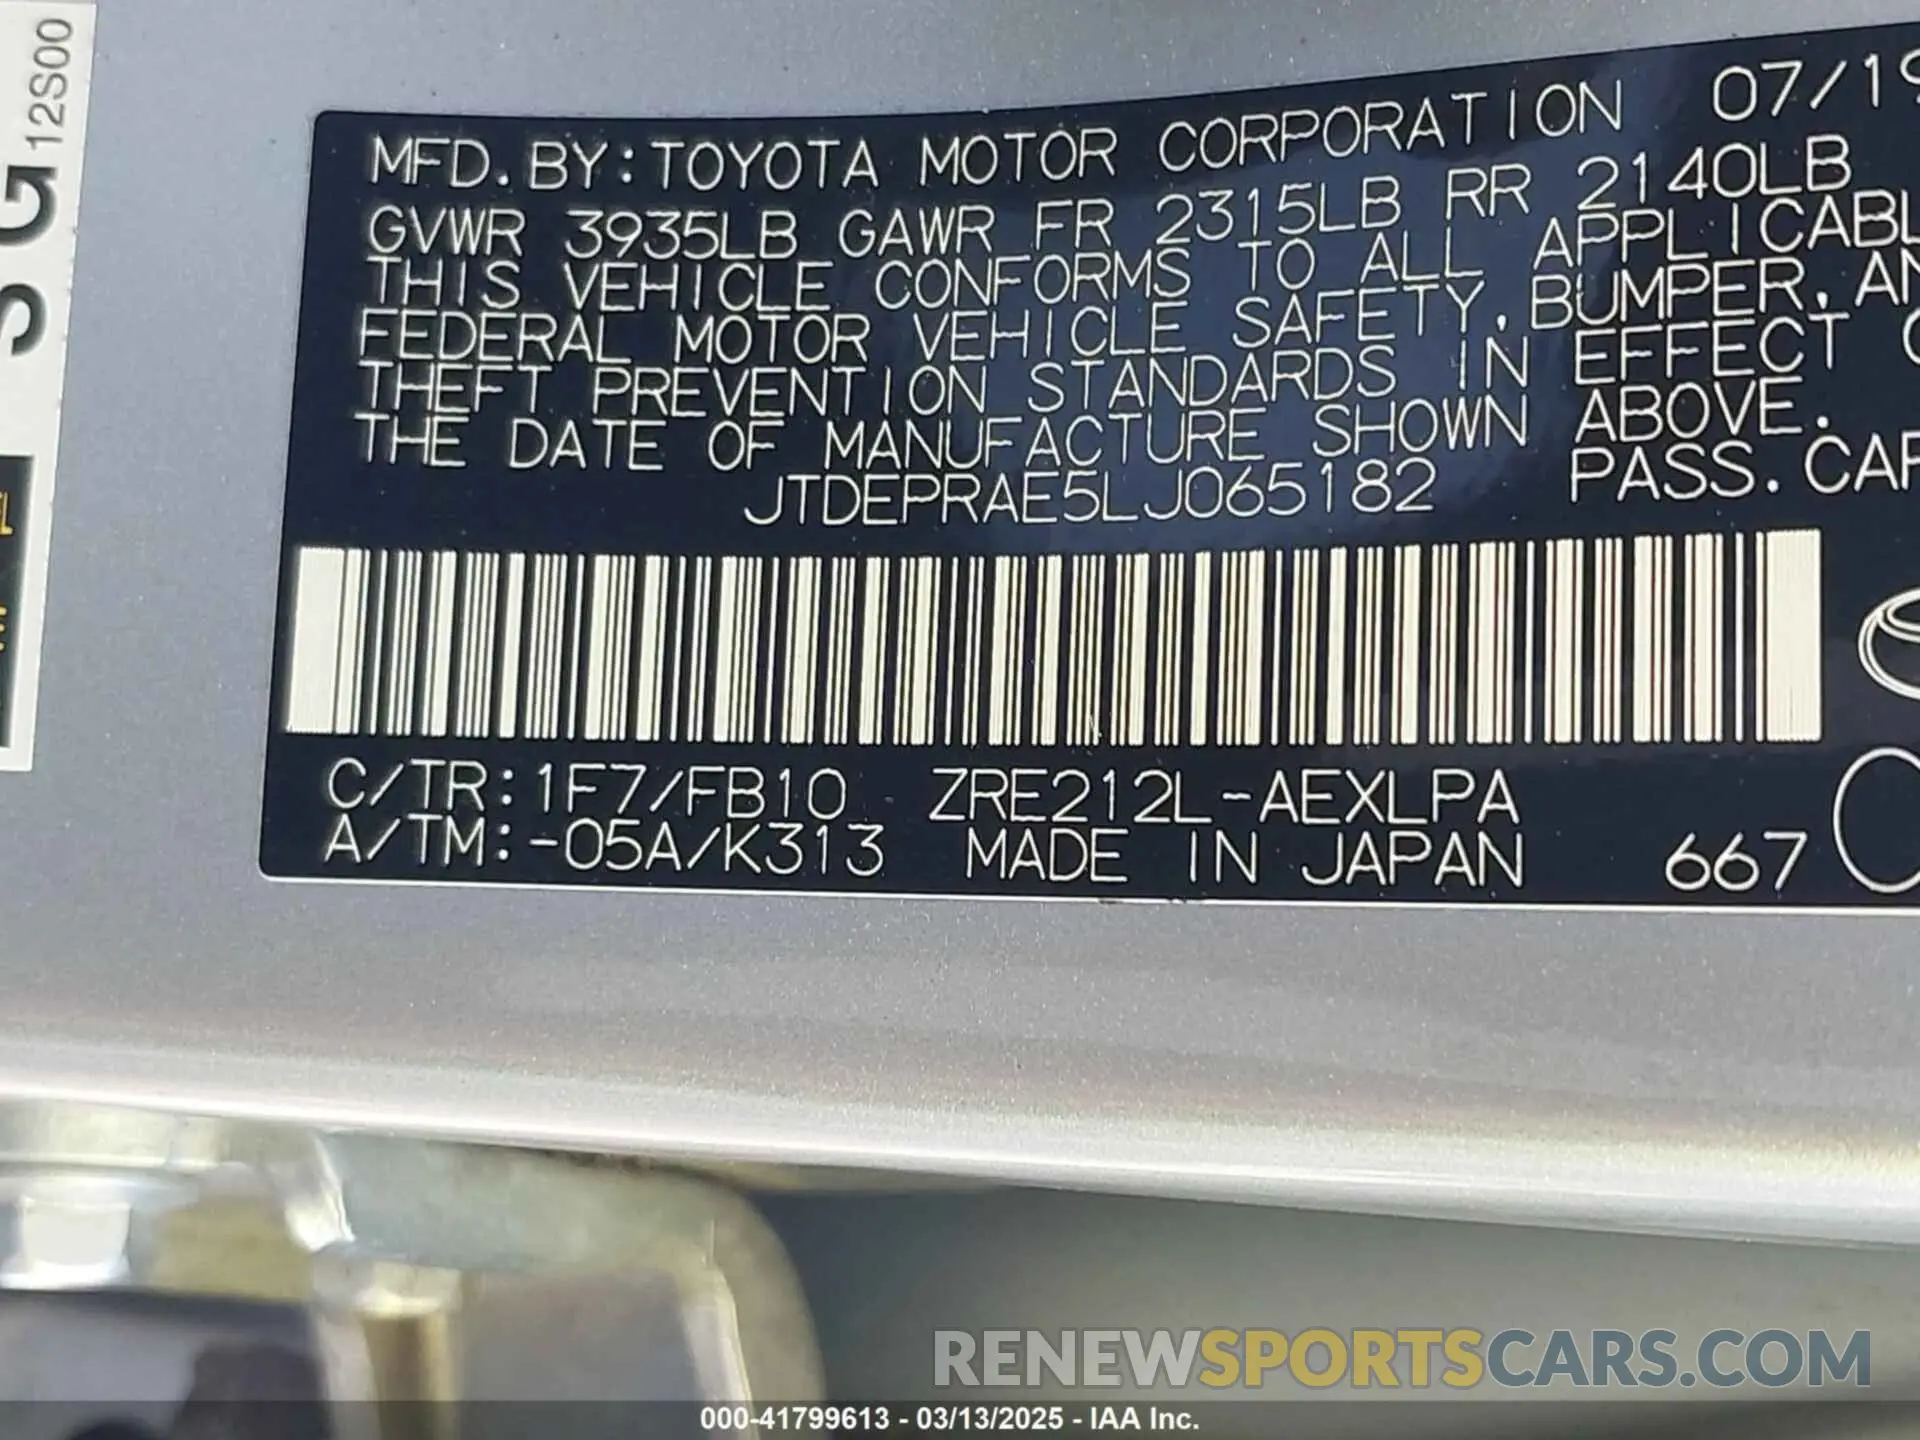 12S00
SG
MFD. BY: TOYOTA MOTOR CORPORATION 07/19
GVWR 3935LB GAWR FR 2315LB RR 2140LB
THIS VEHICLE CONFORMS TO ALL APPLICABL
FEDERAL MOTOR VEHICLE SAFETY, BUMPER, AN
THEFT PREVENTION STANDARDS IN EFFECT O
THE DATE OF MANUFACTURE SHOWN ABOVE.
JTDEPRAE5LJ065182 PASS. CAR
C/TR:1F7/FB10 ZRE212L-AEXLPA
A/TM:-05A/K313 MADE IN JAPAN 667
RENEWSPORTSCARS.COM
000-41799613 - 03/13/2025 - IAA Inc.